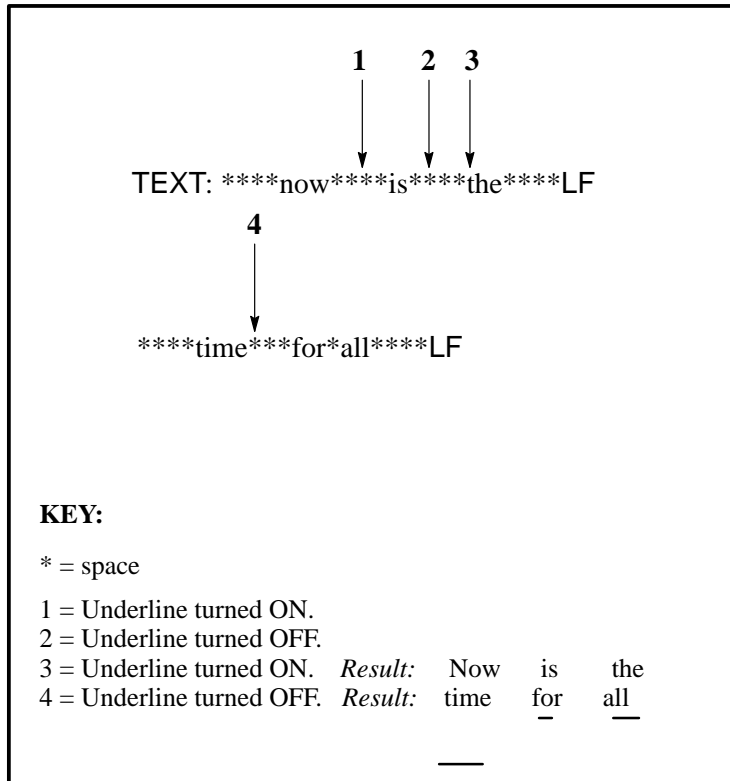 1 2 3
TEXT: ****now****is****the****LF
4
****time***for*all****LF
KEY:
* = space
1 = Underline turned ON.
2 = Underline turned OFF.
3 = Underline turned ON. Result: Now is the
4 = Underline turned OFF. Result: time for all